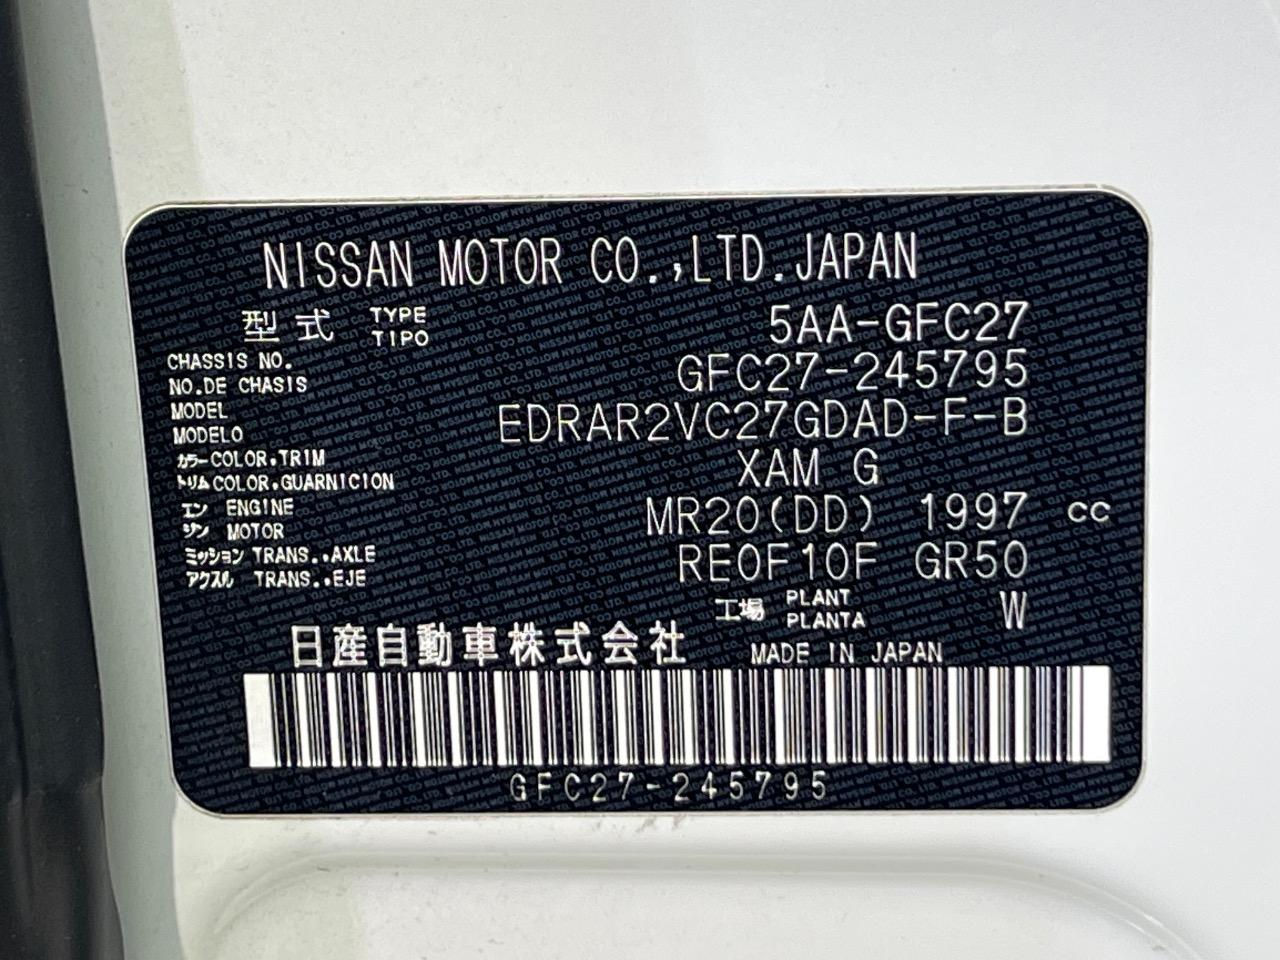 NISSAN MOTOR CO.,LTD.JAPAN
型式 TYPE TIPO 5AA-GFC27
CHASSIS NO.
NO.DE CHASIS GFC27-245795
MODEL
MODELO EDRAR2VC27GDAD-F-B
カラー COLOR.TRIM
トリム COLOR.GUARNICION XAM G
エン ENGINE
ジン MOTOR MR20(DD) 1997 cc
ミッション TRANS..AXLE
アクスル TRANS..EJE RE0F10F GR50
工場 PLANT PLANTA W
日産自動車株式会社 MADE IN JAPAN
GFC27-245795